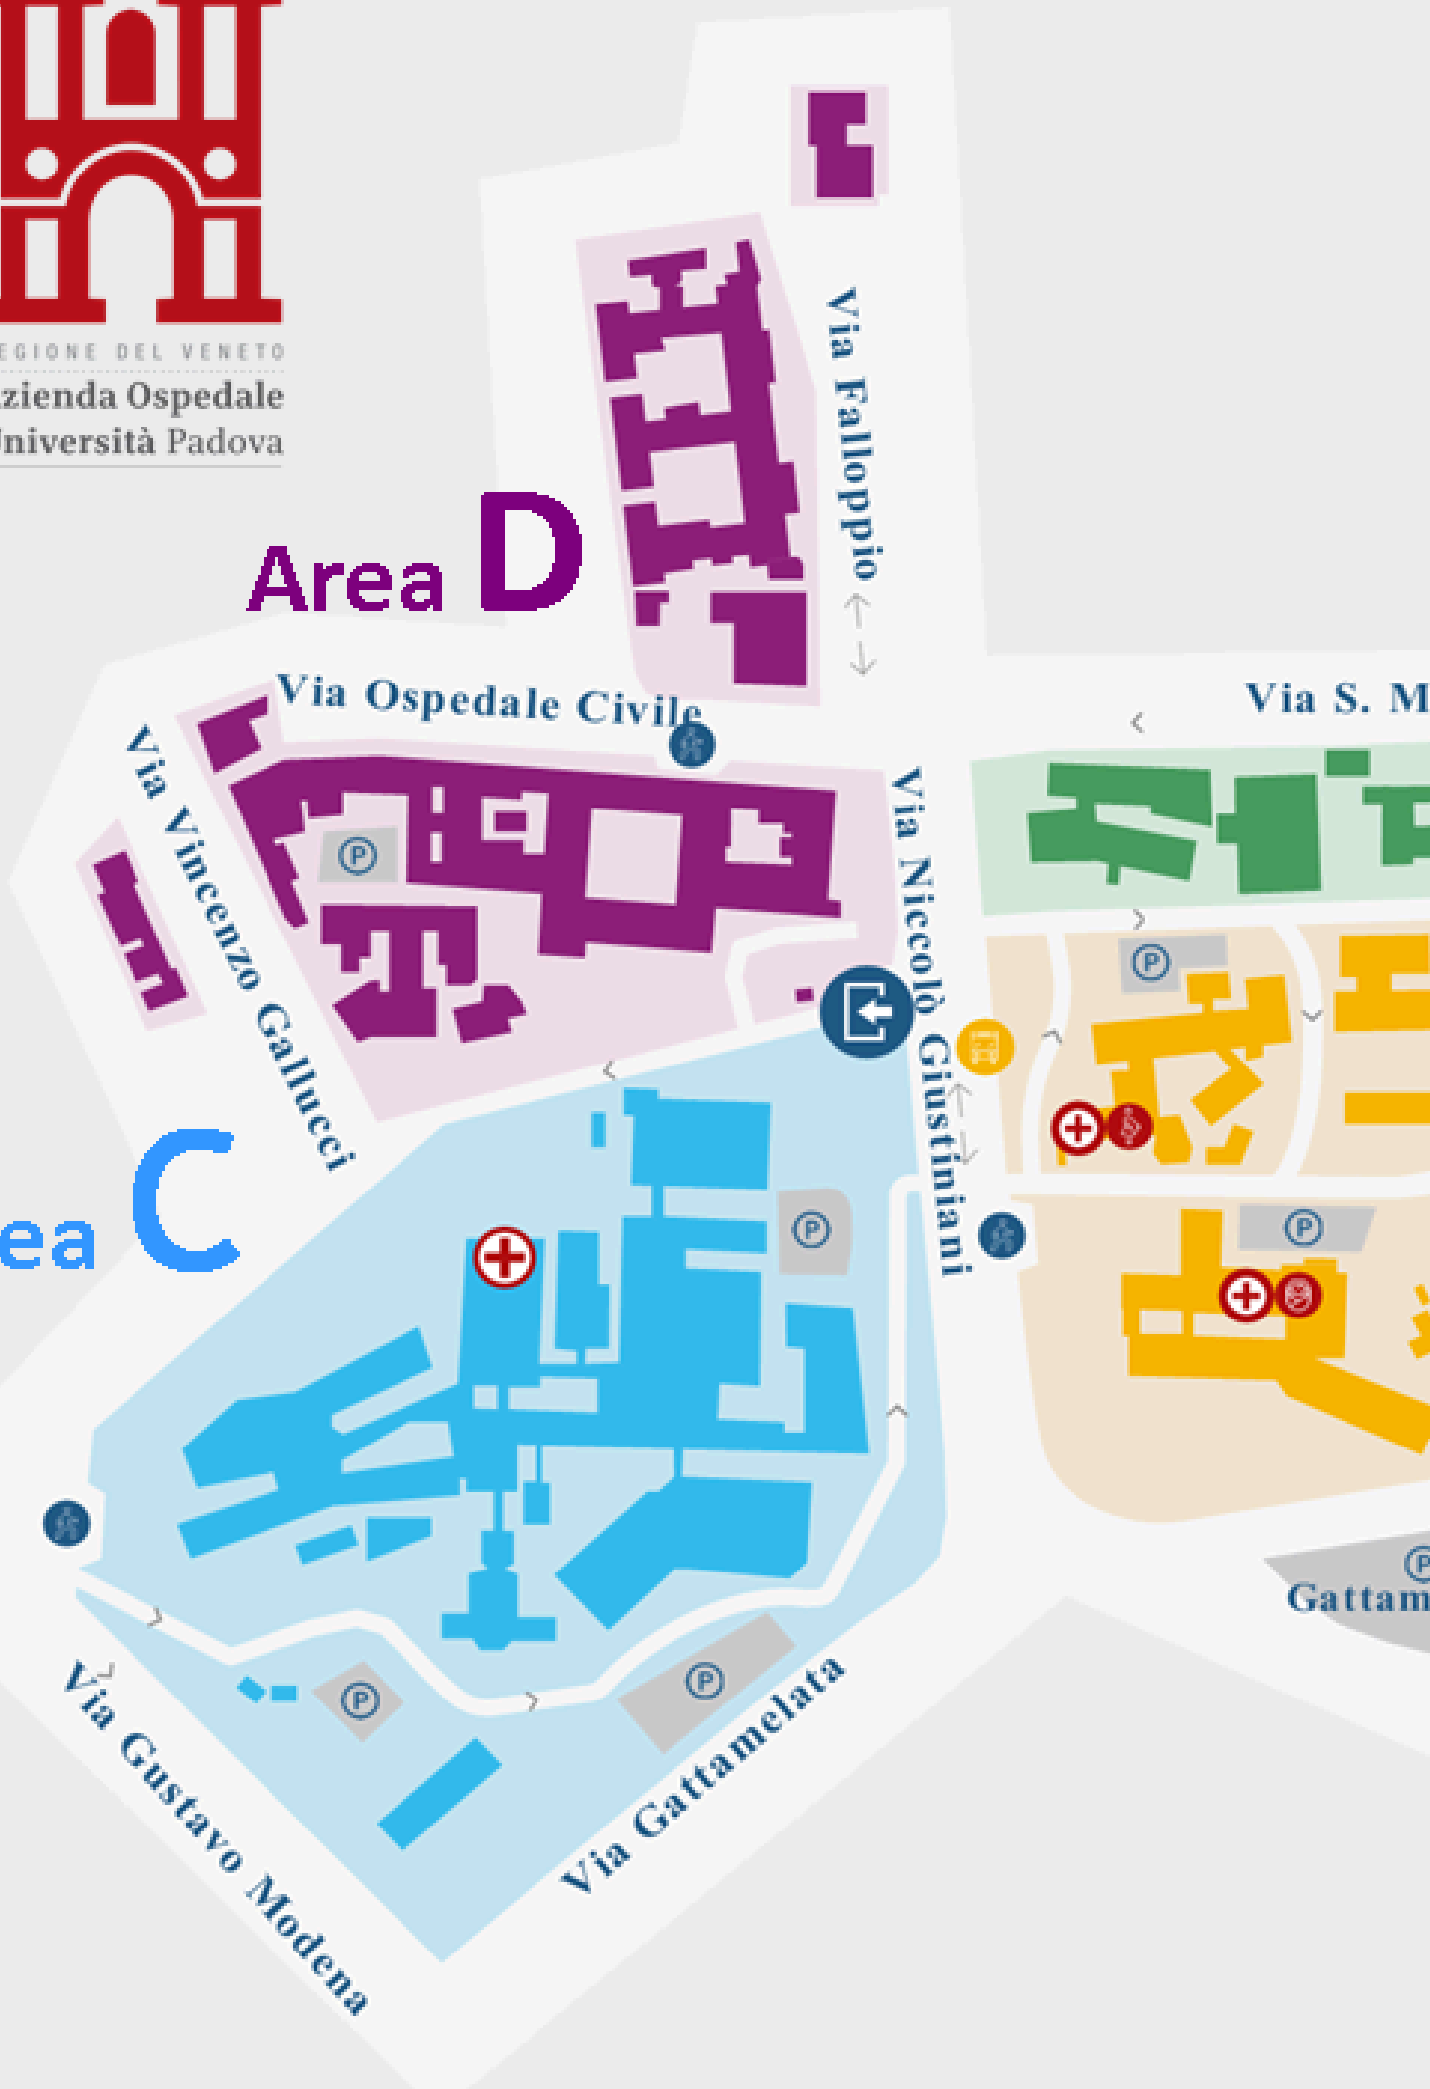 EGIONE DEL VENETO
zienda Ospedale
niversità Padova
Via Falloppio
Area D
Via Ospedale Civile
Via S. M
Via Vincenzo Gallucci
Via Niccolò Giustiniani
P
P
ea C
P
P
P
Gattam
P
P
Via Gustavo Modena
Via Gattamelata